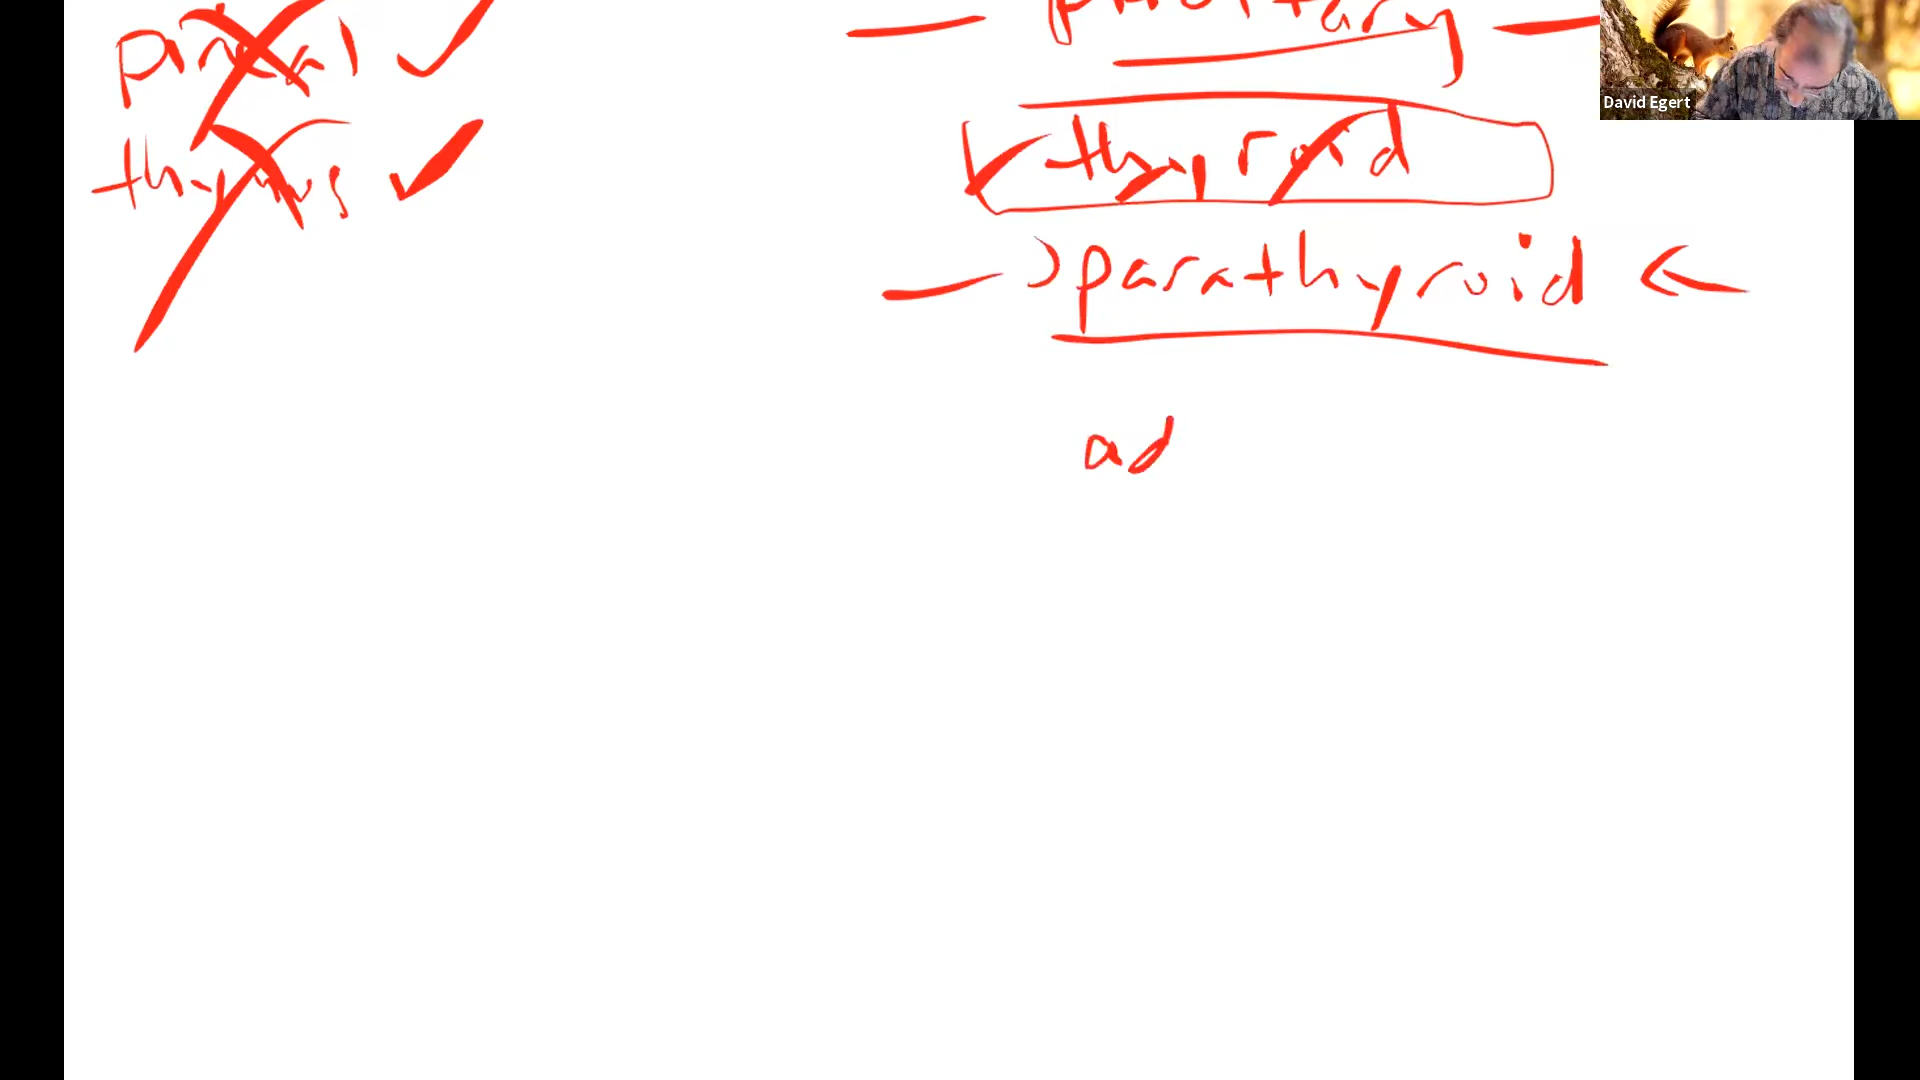 pineal
thymus
pituitary
thyroid
parathyroid
ad
David Egert